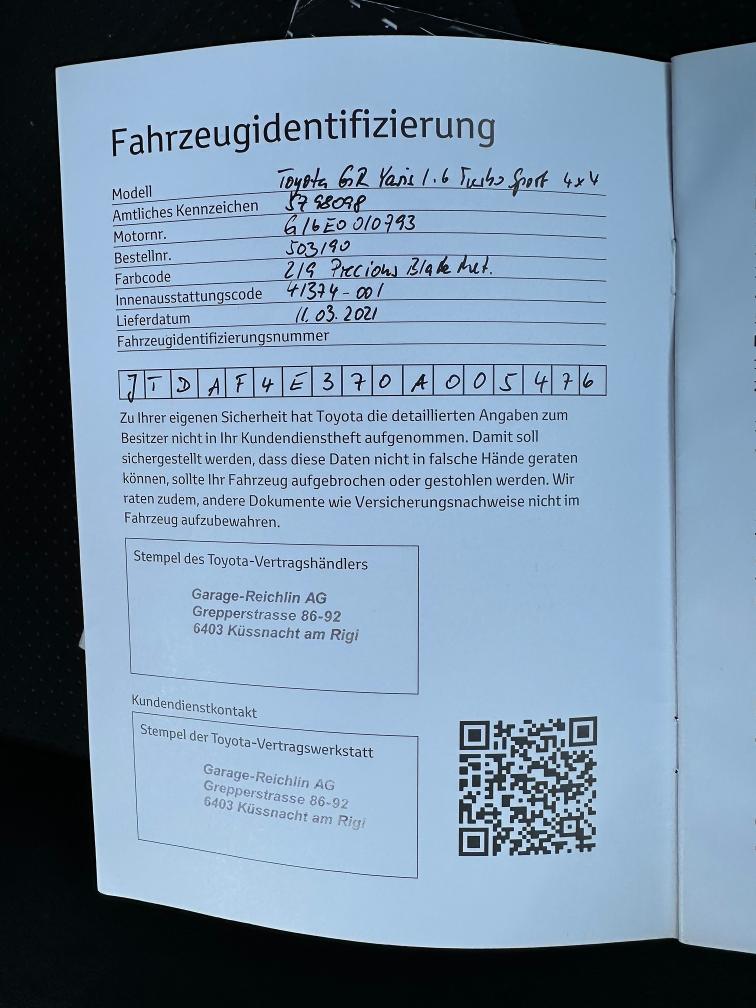 Fahrzeugidentifizierung
Modell Toyota GR Yaris 1.6 Turbo Sport 4x4
Amtliches Kennzeichen
Motornr. G16E0010793
Bestellnr. 503190
Farbcode 219 Precious Black Met.
Innenausstattungscode 41374-001
Lieferdatum 11.03.2021
Fahrzeugidentifizierungsnummer
JTDAF4E370A005476
Zu Ihrer eigenen Sicherheit hat Toyota die detaillierten Angaben zum
Besitzer nicht in Ihr Kundendienstheft aufgenommen. Damit soll
sichergestellt werden, dass diese Daten nicht in falsche Hände geraten
können, sollte Ihr Fahrzeug aufgebrochen oder gestohlen werden. Wir
raten zudem, andere Dokumente wie Versicherungsnachweise nicht im
Fahrzeug aufzubewahren.
Stempel des Toyota-Vertragshändlers
Garage-Reichlin AG
Grepperstrasse 86-92
6403 Küssnacht am Rigi
Kundendienstkontakt
Stempel der Toyota-Vertragswerkstatt
Garage-Reichlin AG
Grepperstrasse 86-92
6403 Küssnacht am Rigi